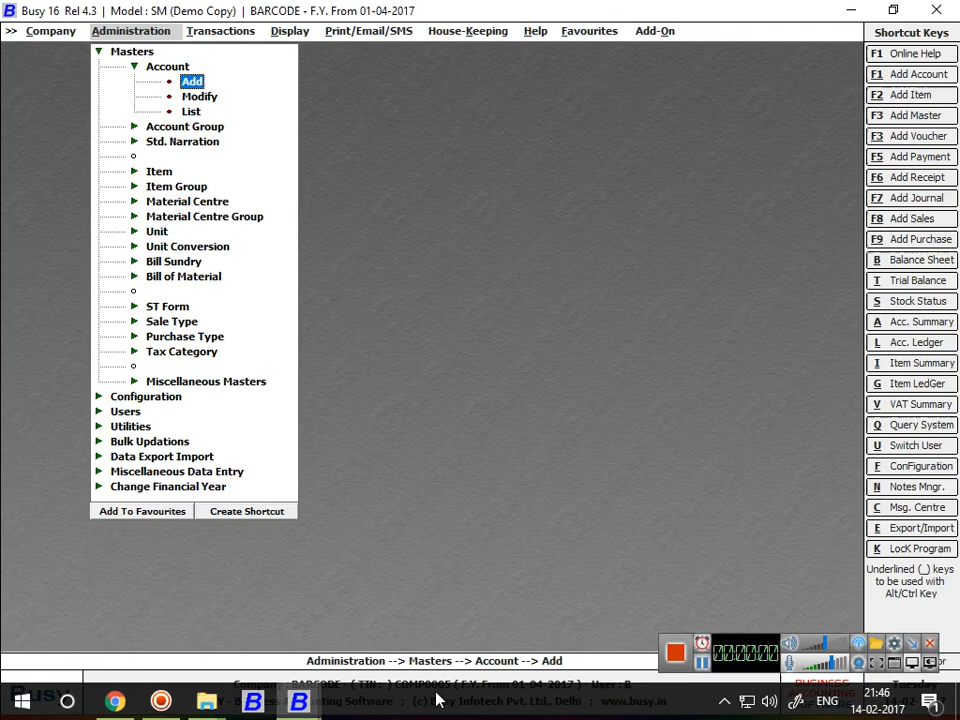 Busy 16 Rel 4.3 | Model : SM (Demo Copy) | BARCODE - F.Y. From 01-04-2017
>> Company Administration Transactions Display Print/Email/SMS House-Keeping Help Favourites Add-On
Masters
Account
Add
Modify
List
Account Group
Std. Narration
Item
Item Group
Material Centre
Material Centre Group
Unit
Unit Conversion
Bill Sundry
Bill of Material
ST Form
Sale Type
Purchase Type
Tax Category
Miscellaneous Masters
Configuration
Users
Utilities
Bulk Updations
Data Export Import
Miscellaneous Data Entry
Change Financial Year
Add To Favourites Create Shortcut
Shortcut Keys
F1 Online Help
F1 Add Account
F2 Add Item
F3 Add Master
F3 Add Voucher
F5 Add Payment
F6 Add Receipt
F7 Add Journal
F8 Add Sales
F9 Add Purchase
B Balance Sheet
T Trial Balance
S Stock Status
A Acc. Summary
L Acc. Ledger
I Item Summary
G Item LedGer
V VAT Summary
Q Query System
U Switch User
F ConFiguration
N Notes Mngr.
C Msg. Centre
E Export/Import
K LocK Program
Underlined (_) keys
to be used with
Alt/Ctrl Key
Administration --> Masters --> Account --> Add
00:00:00
ENG
21:46
14-02-2017
1